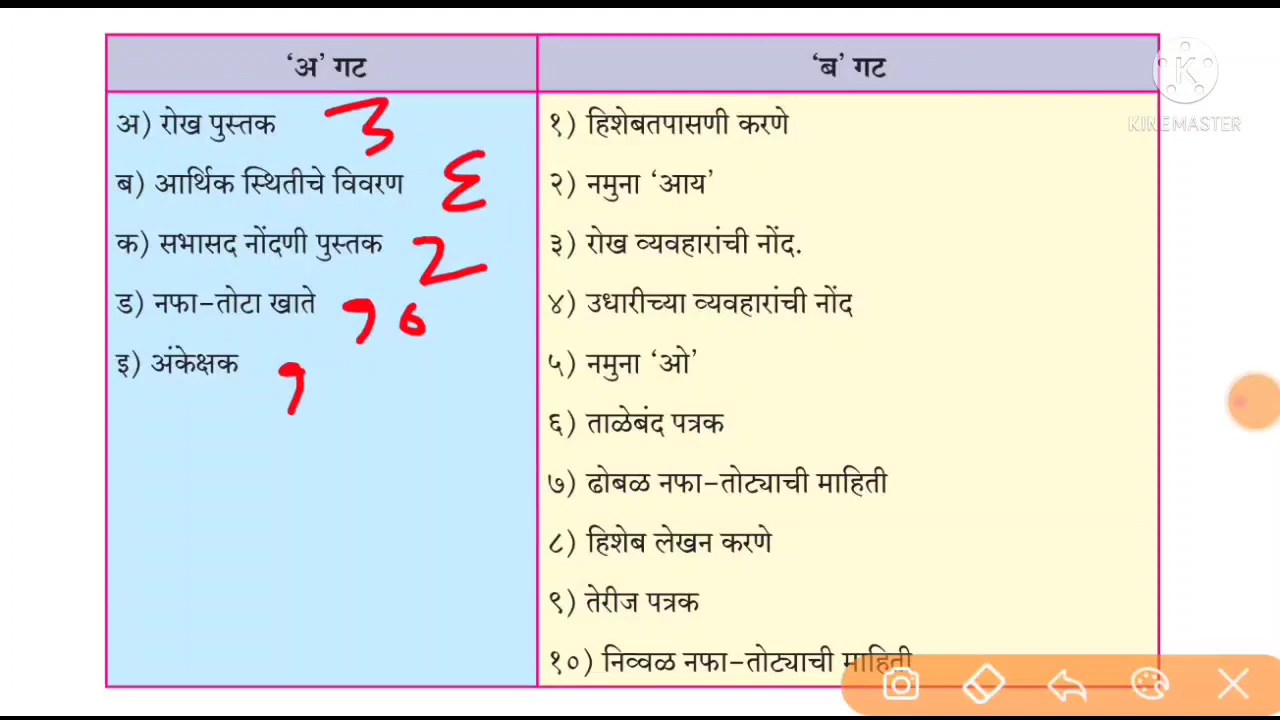 ‘अ’ गट
‘ब’ गट
अ) रोख पुस्तक ३
१) हिशेबतपासणी करणे
ब) आर्थिक स्थितीचे विवरण ६
२) नमुना ‘आय’
क) सभासद नोंदणी पुस्तक २
३) रोख व्यवहारांची नोंद.
ड) नफा-तोटा खाते १०
४) उधारीच्या व्यवहारांची नोंद
इ) अंकेक्षक १
५) नमुना ‘ओ’
६) ताळेबंद पत्रक
७) ढोबळ नफा-तोट्याची माहिती
८) हिशेब लेखन करणे
९) तेरीज पत्रक
१०) निव्वळ नफा-तोट्याची माहिती
K
KINEMASTER